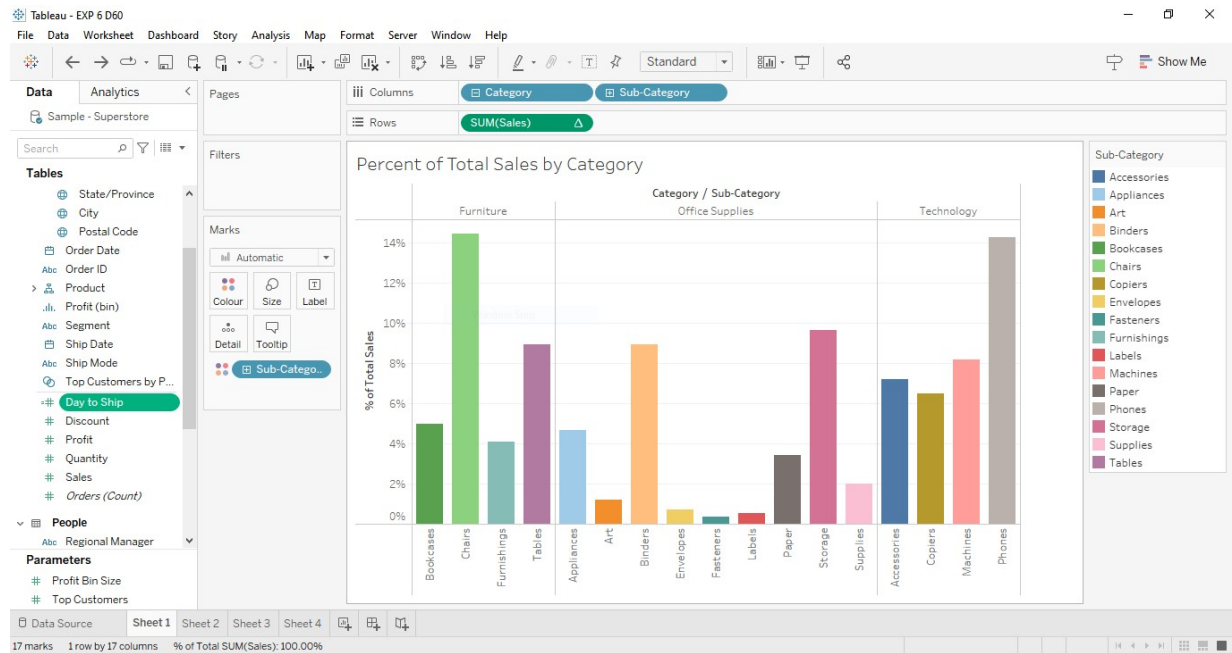 Tableau - EXP 6 D60
File Data Worksheet Dashboard Story Analysis Map Format Server Window Help
Standard
Show Me
Data Analytics
Sample - Superstore
Search
Tables
State/Province
City
Postal Code
Order Date
Abc Order ID
Product
Profit (bin)
Abc Segment
Ship Date
Abc Ship Mode
Top Customers by P...
Day to Ship
Discount
Profit
Quantity
Sales
Orders (Count)
People
Abc Regional Manager
Parameters
Profit Bin Size
Top Customers
Pages
Filters
Marks
Automatic
Colour Size Label
Detail Tooltip
Sub-Catego..
Columns Category Sub-Category
Rows SUM(Sales) Δ
Percent of Total Sales by Category
Category / Sub-Category
Furniture Office Supplies Technology
% of Total Sales
14%
12%
10%
8%
6%
4%
2%
0%
Bookcases
Chairs
Furnishings
Tables
Appliances
Art
Binders
Envelopes
Fasteners
Labels
Paper
Storage
Supplies
Accessories
Copiers
Machines
Phones
Sub-Category
Accessories
Appliances
Art
Binders
Bookcases
Chairs
Copiers
Envelopes
Fasteners
Furnishings
Labels
Machines
Paper
Phones
Storage
Supplies
Tables
Data Source Sheet 1 Sheet 2 Sheet 3 Sheet 4
17 marks 1 row by 17 columns % of Total SUM(Sales): 100.00%